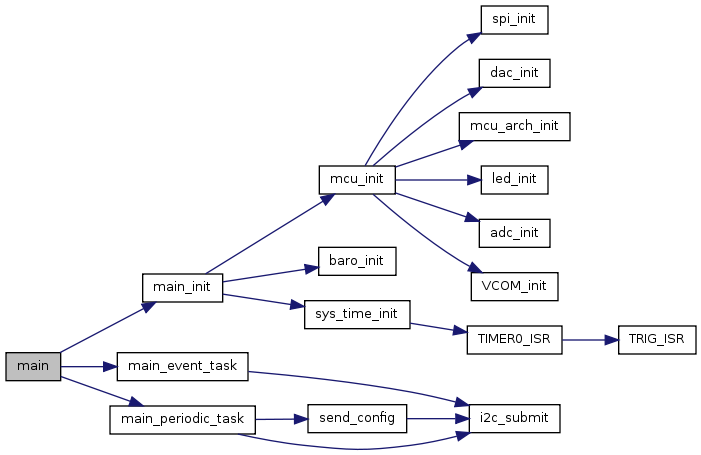 spi_init
dac_init
mcu_arch_init
mcu_init
led_init
adc_init
baro_init
main_init
VCOM_init
sys_time_init
TIMER0_ISR
TRIG_ISR
main
main_event_task
main_periodic_task
send_config
i2c_submit